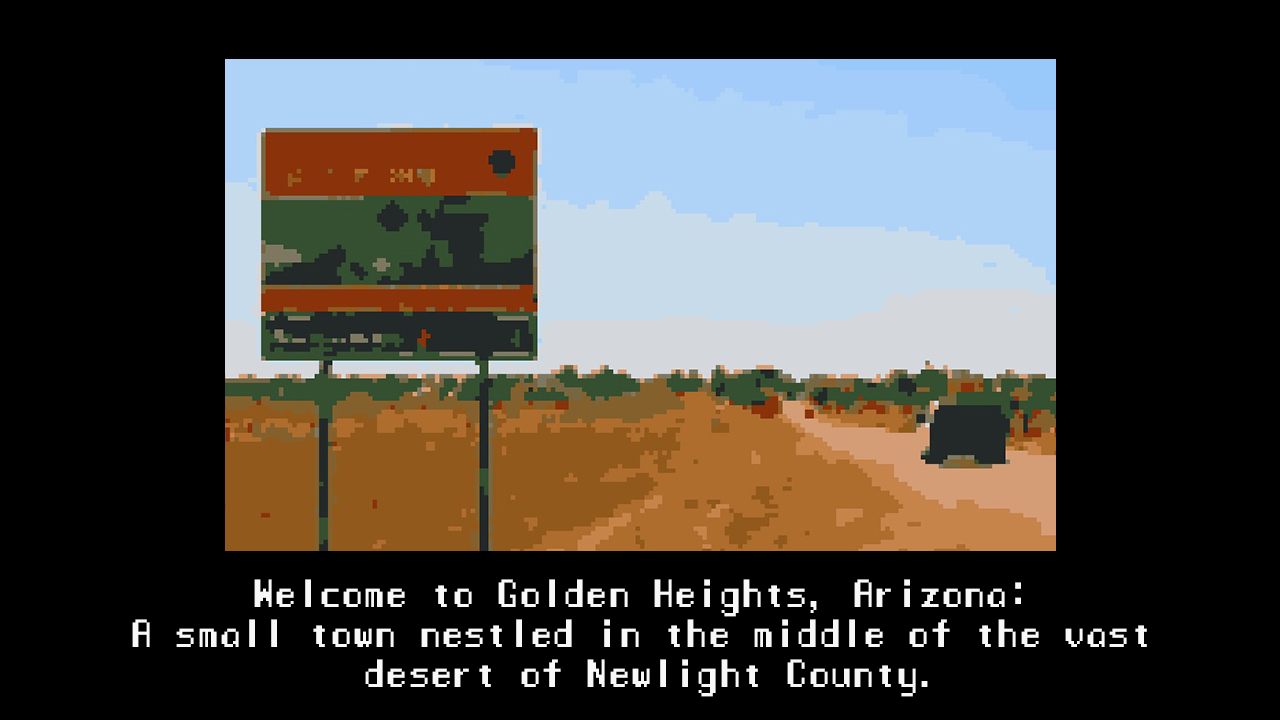 Welcome to Golden Heights, Arizona:
A small town nestled in the middle of the vast
desert of Newlight County.